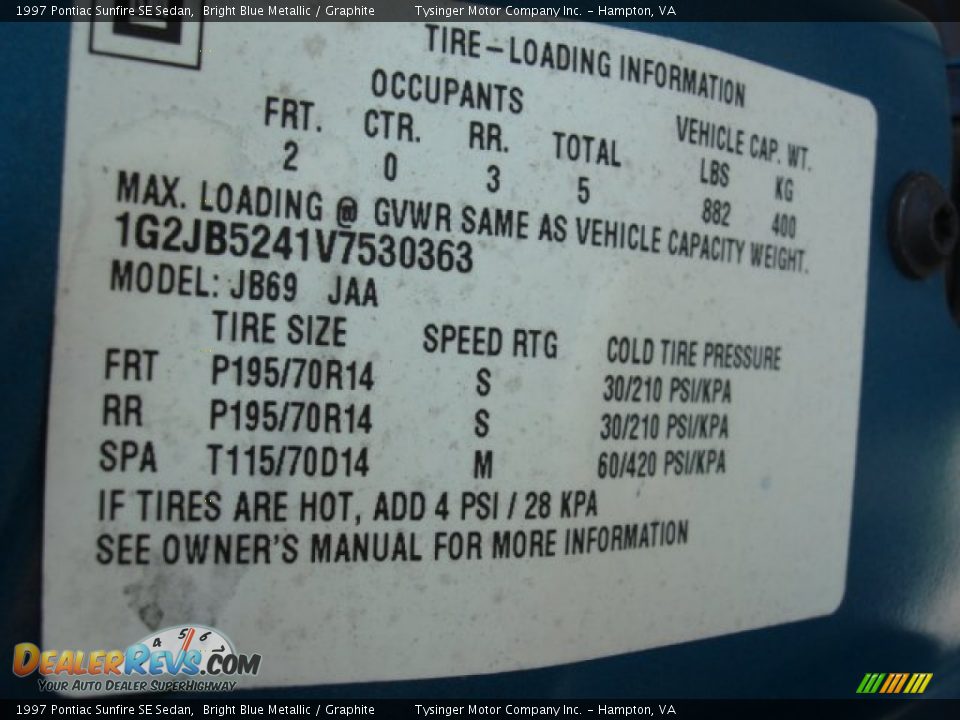 1997 Pontiac Sunfire SE Sedan, Bright Blue Metallic / Graphite Tysinger Motor Company Inc. - Hampton, VA
TIRE-LOADING INFORMATION
OCCUPANTS
FRT. CTR. RR. TOTAL VEHICLE CAP. WT.
LBS KG
2 0 3 5 882 400
MAX. LOADING @ GVWR SAME AS VEHICLE CAPACITY WEIGHT.
1G2JB5241V7530363
MODEL: JB69 JAA
TIRE SIZE SPEED RTG COLD TIRE PRESSURE
FRT P195/70R14 S 30/210 PSI/KPA
RR P195/70R14 S 30/210 PSI/KPA
SPA T115/70D14 M 60/420 PSI/KPA
IF TIRES ARE HOT, ADD 4 PSI / 28 KPA
SEE OWNER'S MANUAL FOR MORE INFORMATION
4 5 6 7
DEALERREVS.COM
Your Auto Dealer SuperHighway
1997 Pontiac Sunfire SE Sedan, Bright Blue Metallic / Graphite Tysinger Motor Company Inc. - Hampton, VA